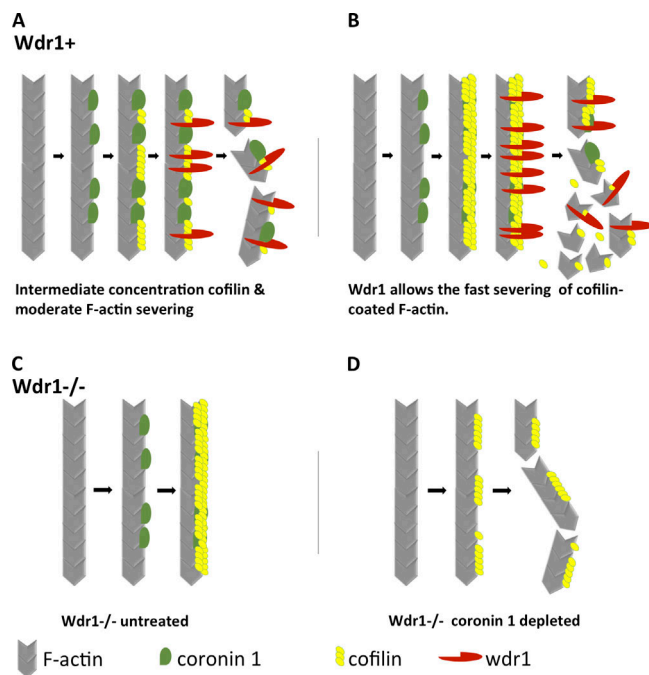 A
Wdr1+
B
Intermediate concentration cofilin &
moderate F-actin severing
Wdr1 allows the fast severing of cofilin-
coated F-actin.
C
Wdr1-/-
D
Wdr1-/- untreated
Wdr1-/- coronin 1 depleted
F-actin
coronin 1
cofilin
wdr1